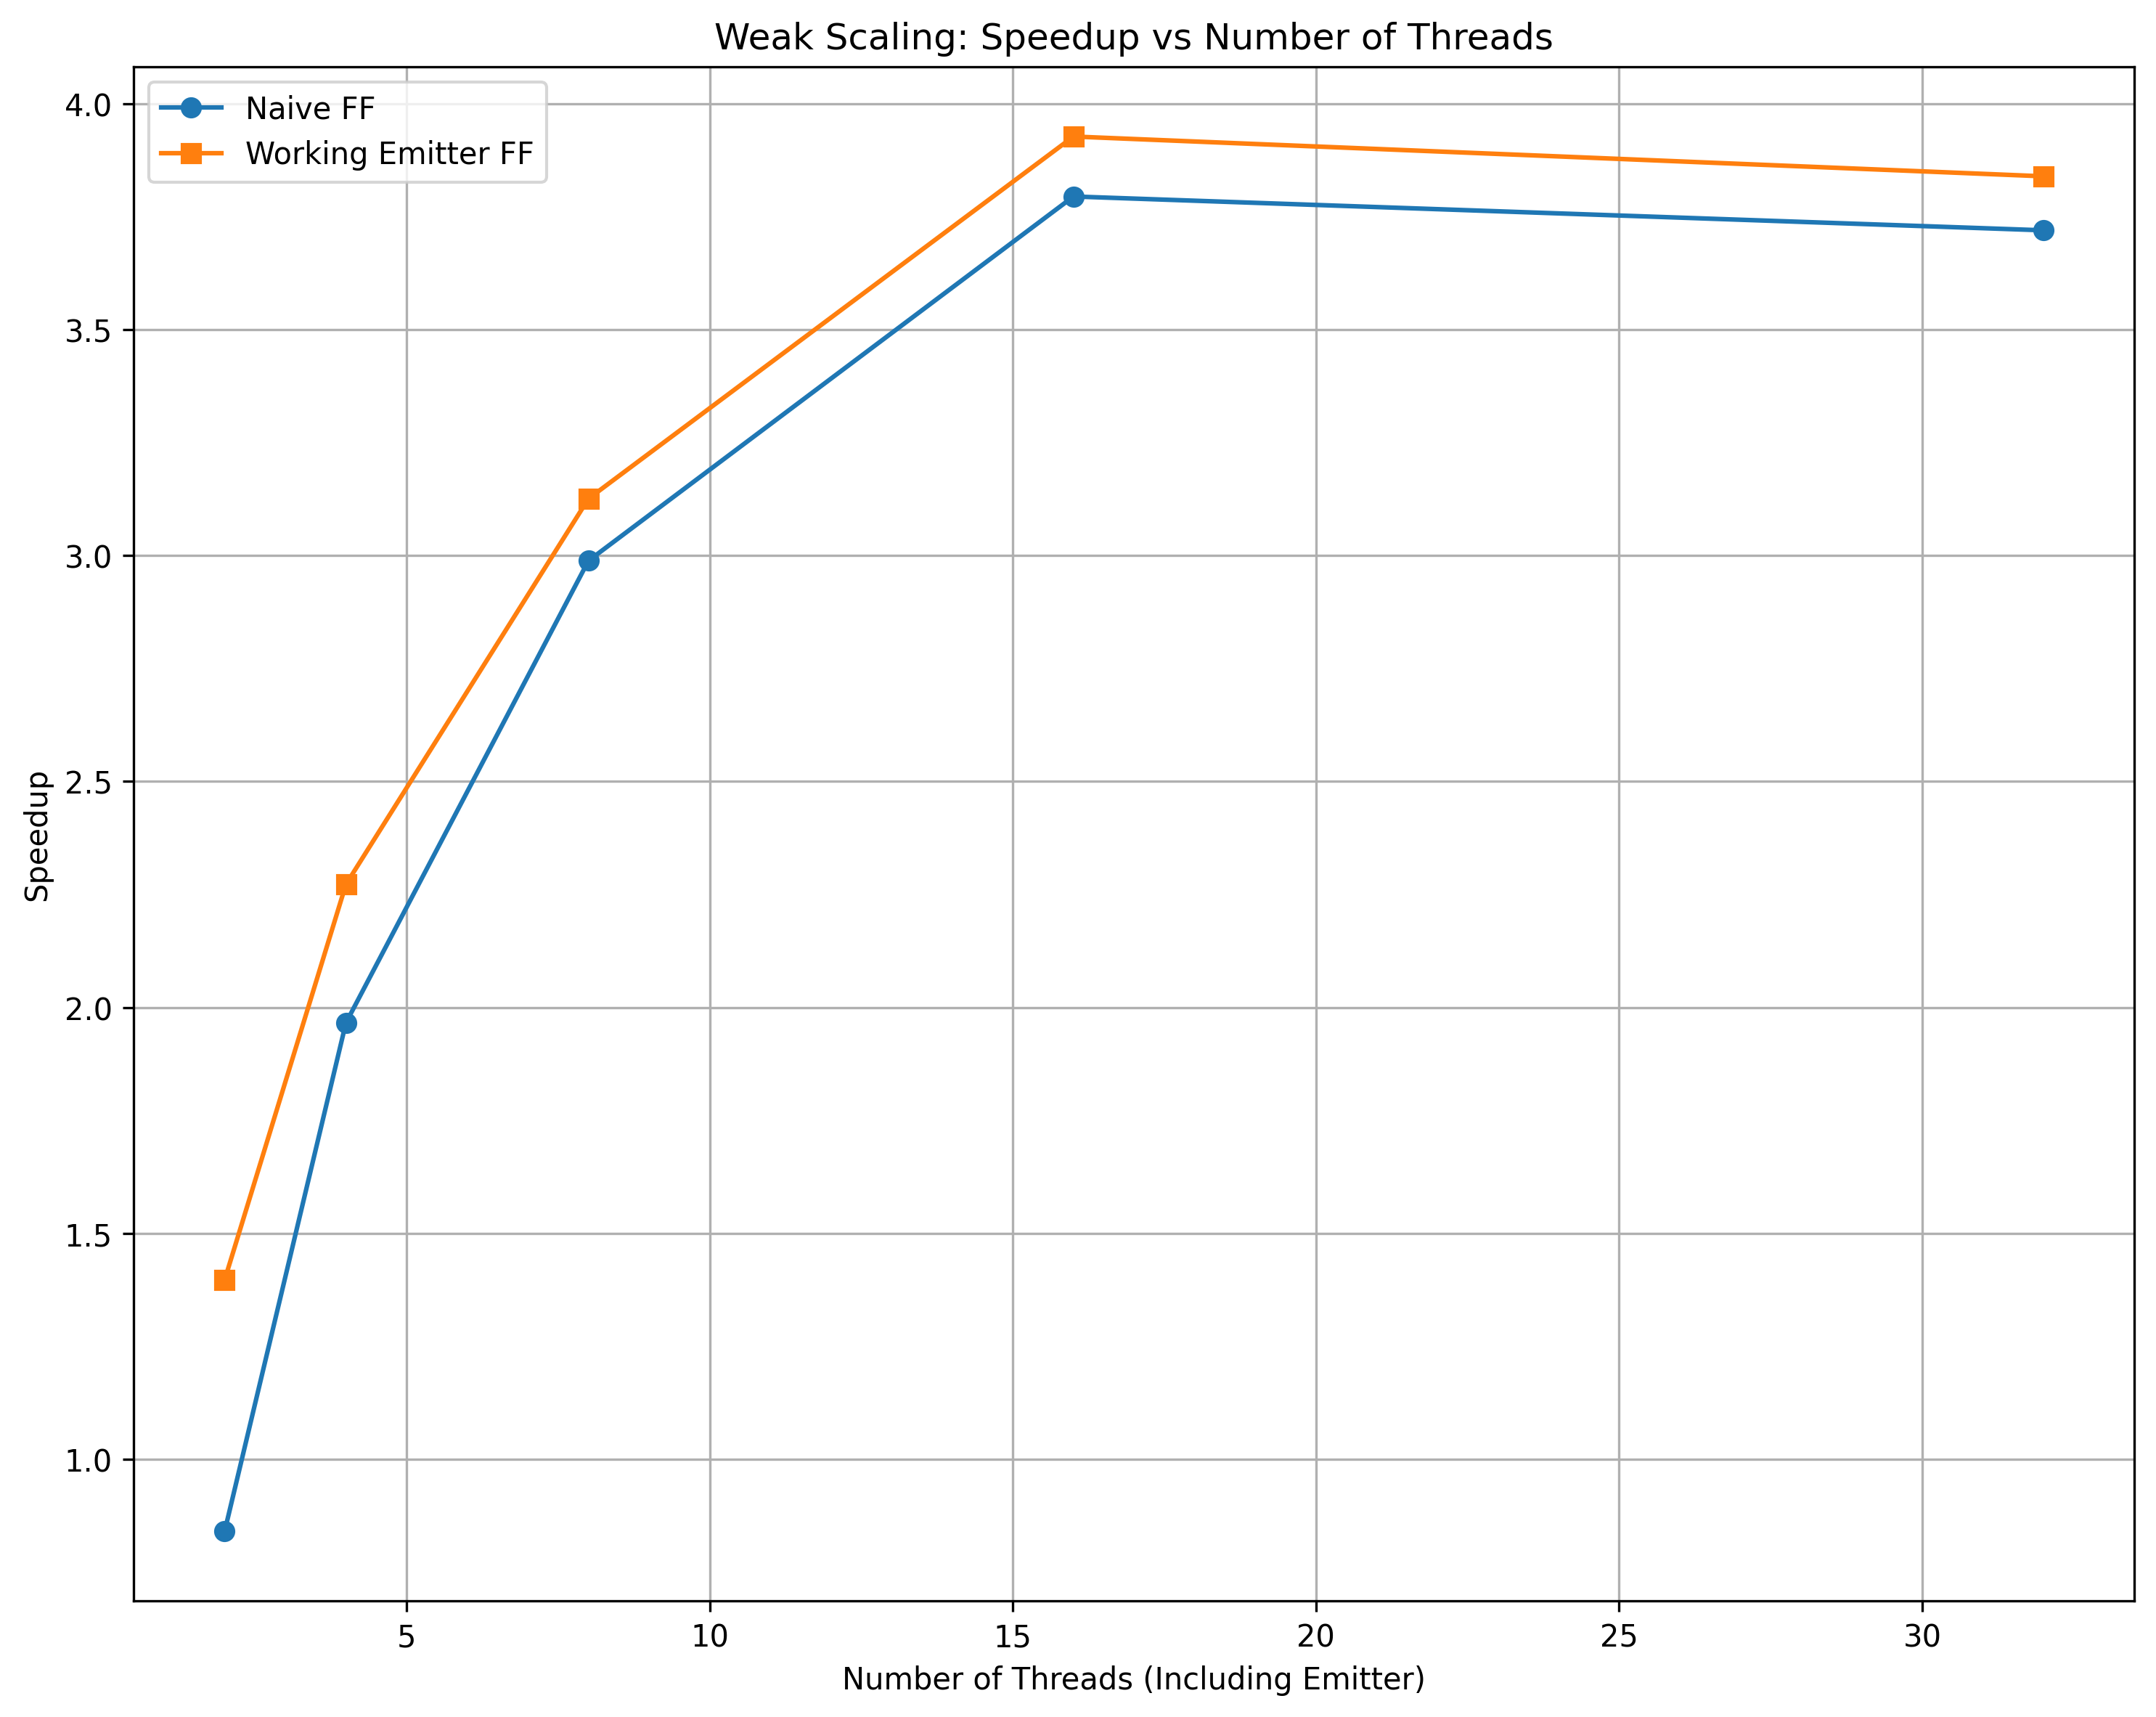 Weak Scaling: Speedup vs Number of Threads
Naive FF
Working Emitter FF
4.0
3.5
3.0
2.5
2.0
1.5
1.0
Speedup
5
10
15
20
25
30
Number of Threads (Including Emitter)